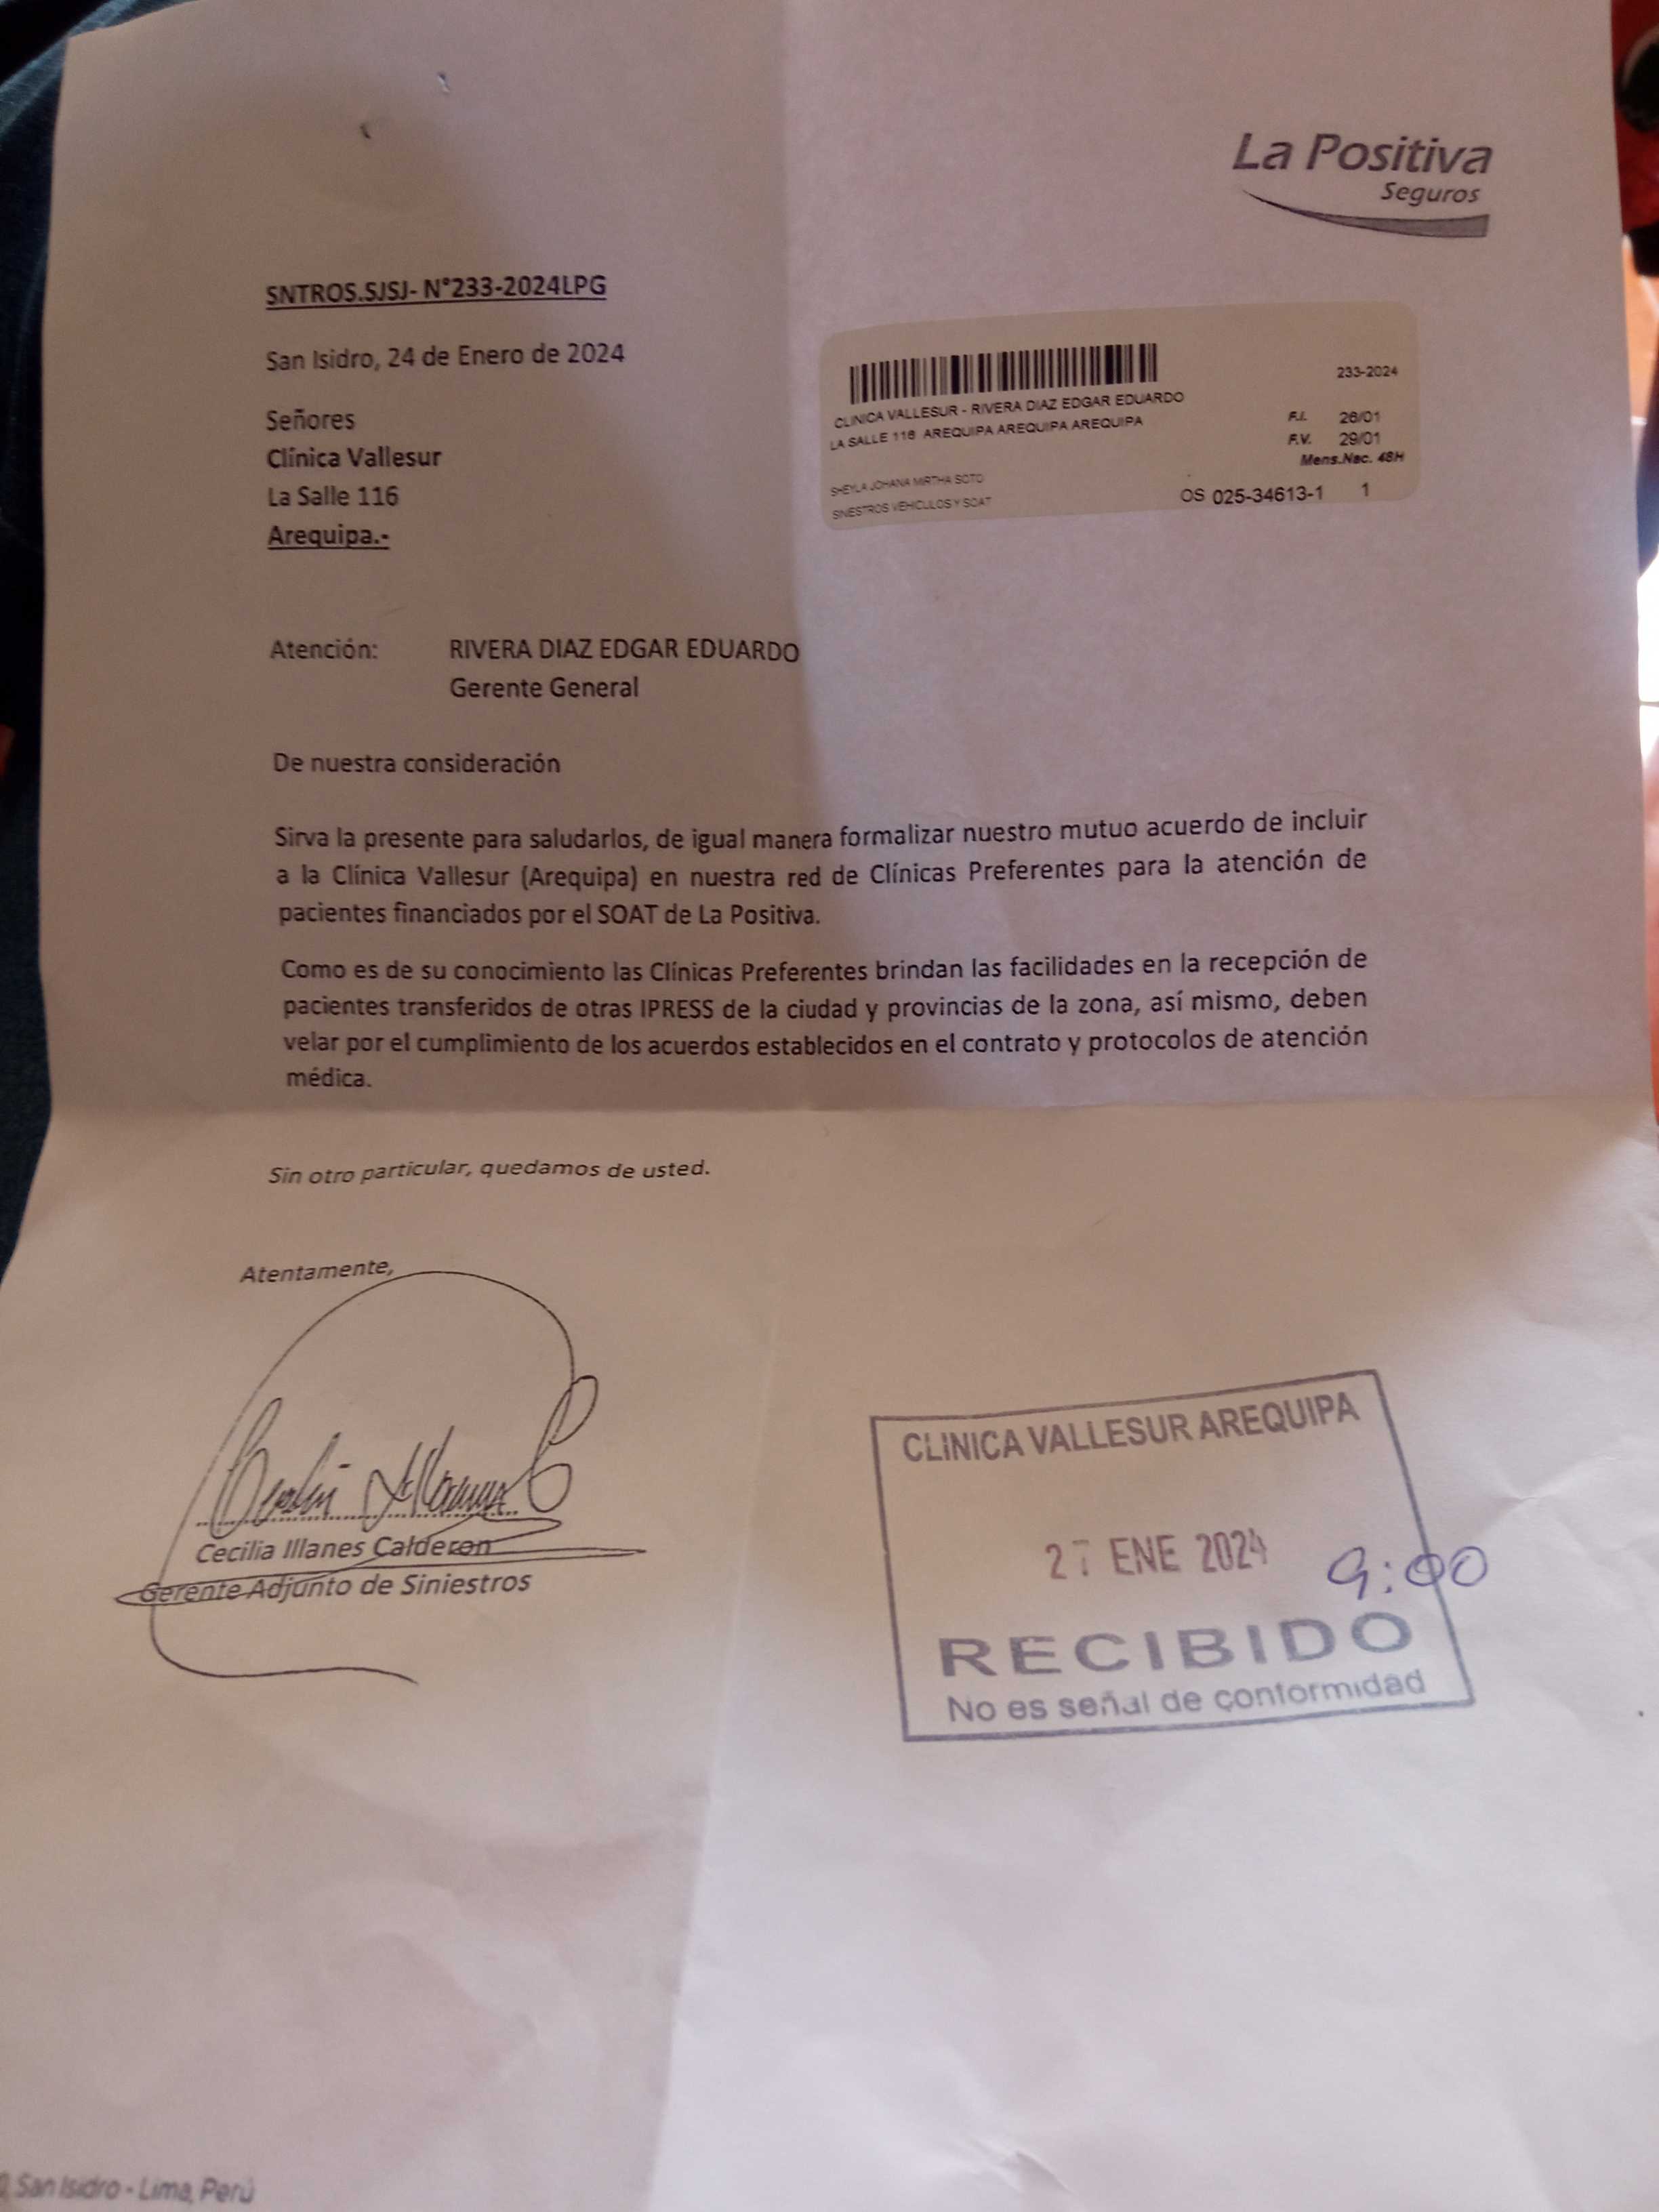 La Positiva
Seguros
SNTROS.SJSJ- N°233-2024LPG
San Isidro, 24 de Enero de 2024
Señores
Clínica Vallesur
La Salle 116
Arequipa.-
233-2024
CLINICA VALLESUR - RIVERA DIAZ EDGAR EDUARDO
LA SALLE 116 AREQUIPA AREQUIPA AREQUIPA
F.I. 26/01
F.V. 29/01
Mens.Nac. 48H
SHEYLA JOHANA MIRTHA SOTO
SINIESTROS VEHICULOS Y SOAT
OS 025-34613-1 1
Atención: RIVERA DIAZ EDGAR EDUARDO
Gerente General
De nuestra consideración
Sirva la presente para saludarlos, de igual manera formalizar nuestro mutuo acuerdo de incluir
a la Clínica Vallesur (Arequipa) en nuestra red de Clínicas Preferentes para la atención de
pacientes financiados por el SOAT de La Positiva.
Como es de su conocimiento las Clínicas Preferentes brindan las facilidades en la recepción de
pacientes transferidos de otras IPRESS de la ciudad y provincias de la zona, así mismo, deben
velar por el cumplimiento de los acuerdos establecidos en el contrato y protocolos de atención
médica.
Sin otro particular, quedamos de usted.
Atentamente,
Cecilia Illanes Calderon
Gerente Adjunto de Siniestros
CLINICA VALLESUR AREQUIPA
27 ENE 2024
9:00
RECIBIDO
No es señal de conformidad
San Isidro - Lima, Perú